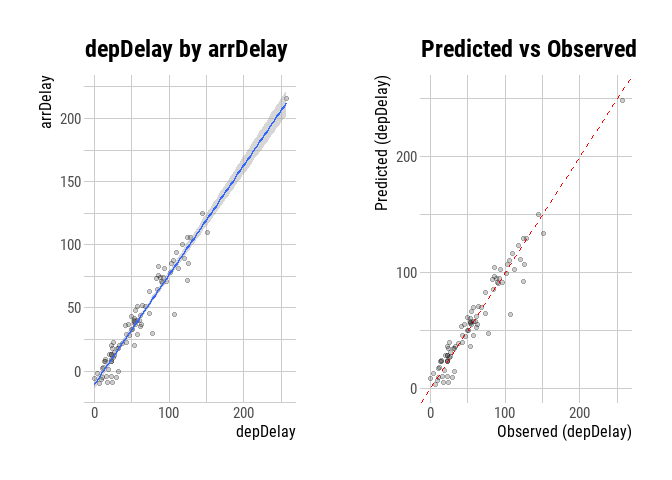 depDelay by arrDelay
arrDelay
200
150
100
50
0
0 100 200
depDelay
Predicted vs Observed
Predicted (depDelay)
200
100
0
0 100 200
Observed (depDelay)